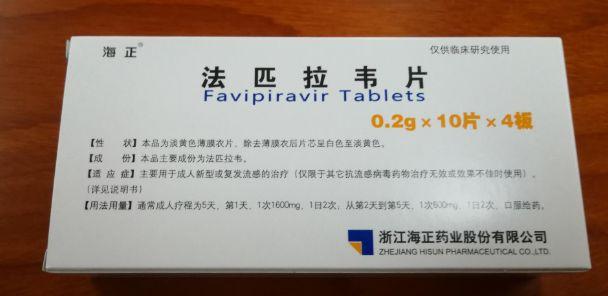 海正®
仅供临床研究使用
法匹拉韦片
Favipiravir Tablets
0.2g×10片×4板
【性 状】本品为淡黄色薄膜衣片，除去薄膜衣后片芯呈白色至淡黄色。
【成 份】本品主要成份为法匹拉韦。
【适 应 症】主要用于成人新型或复发流感的治疗（仅限于其它抗流感病毒药物治疗无效或效果不佳时使用）。
（详见说明书）
【用法用量】通常成人疗程为5天，第1天，1次1600mg，1日2次，从第2天到第5天，1次600mg，1日2次，口服给药。
浙江海正药业股份有限公司
ZHEJIANG HISUN PHARMACEUTICAL CO.,LTD.